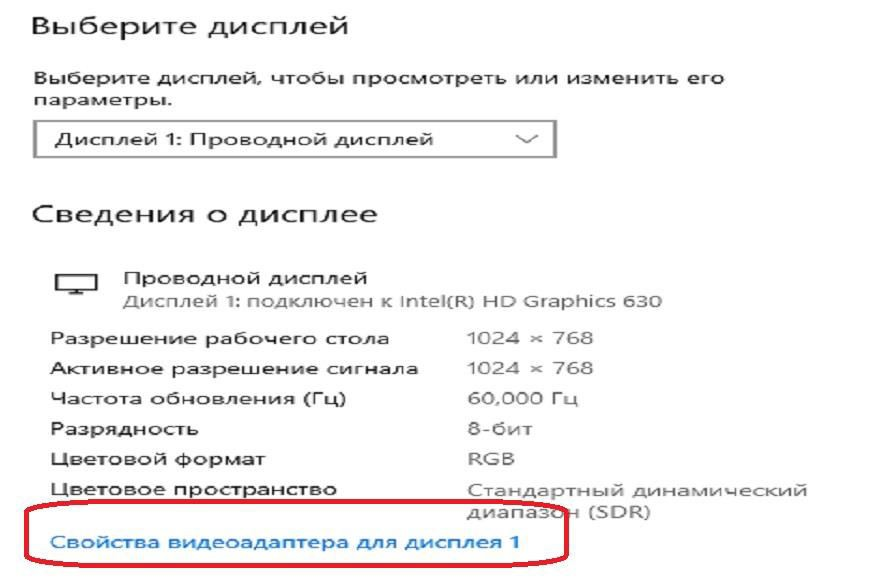 Выберите дисплей
Выберите дисплей, чтобы просмотреть или изменить его
параметры.
Дисплей 1: Проводной дисплей
Сведения о дисплее
Проводной дисплей
Дисплей 1: подключен к Intel(R) HD Graphics 630
Разрешение рабочего стола 1024 × 768
Активное разрешение сигнала 1024 × 768
Частота обновления (Гц) 60,000 Гц
Разрядность 8-бит
Цветовой формат RGB
Цветовое пространство Стандартный динамический
диапазон (SDR)
Свойства видеоадаптера для дисплея 1